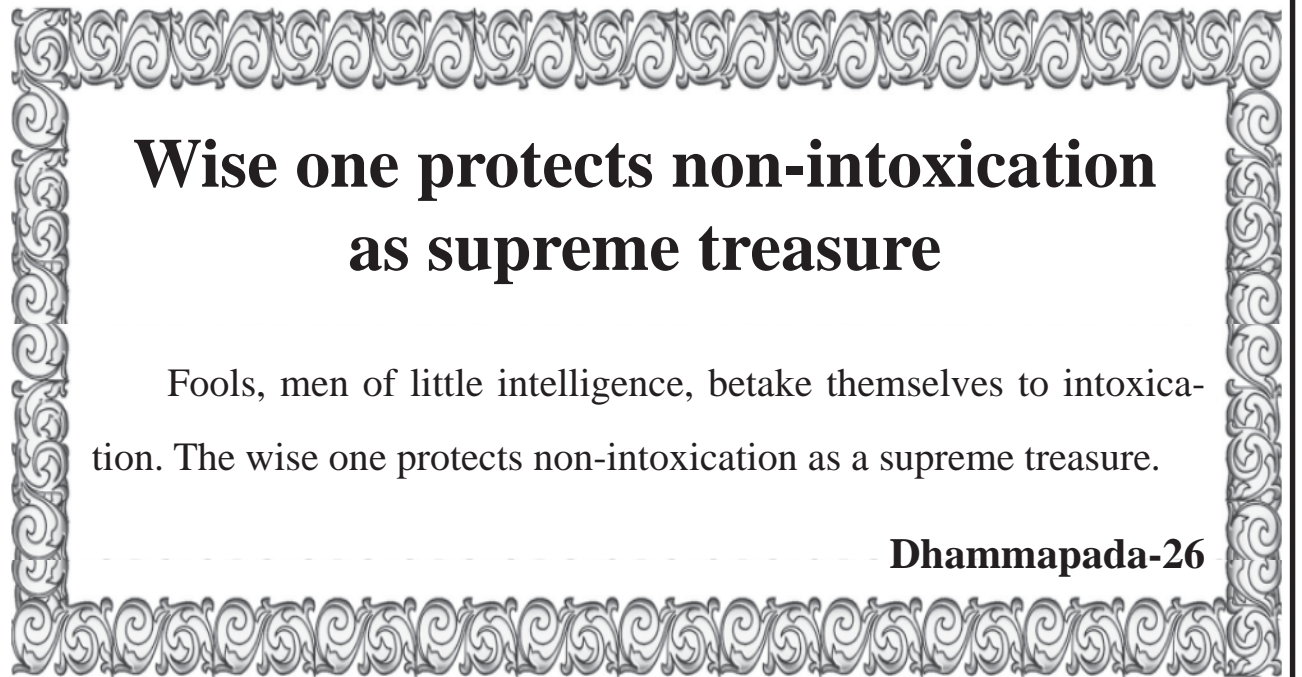 Wise one protects non-intoxication
as supreme treasure
Fools, men of little intelligence, betake themselves to intoxica-
tion. The wise one protects non-intoxication as a supreme treasure.
Dhammapada-26